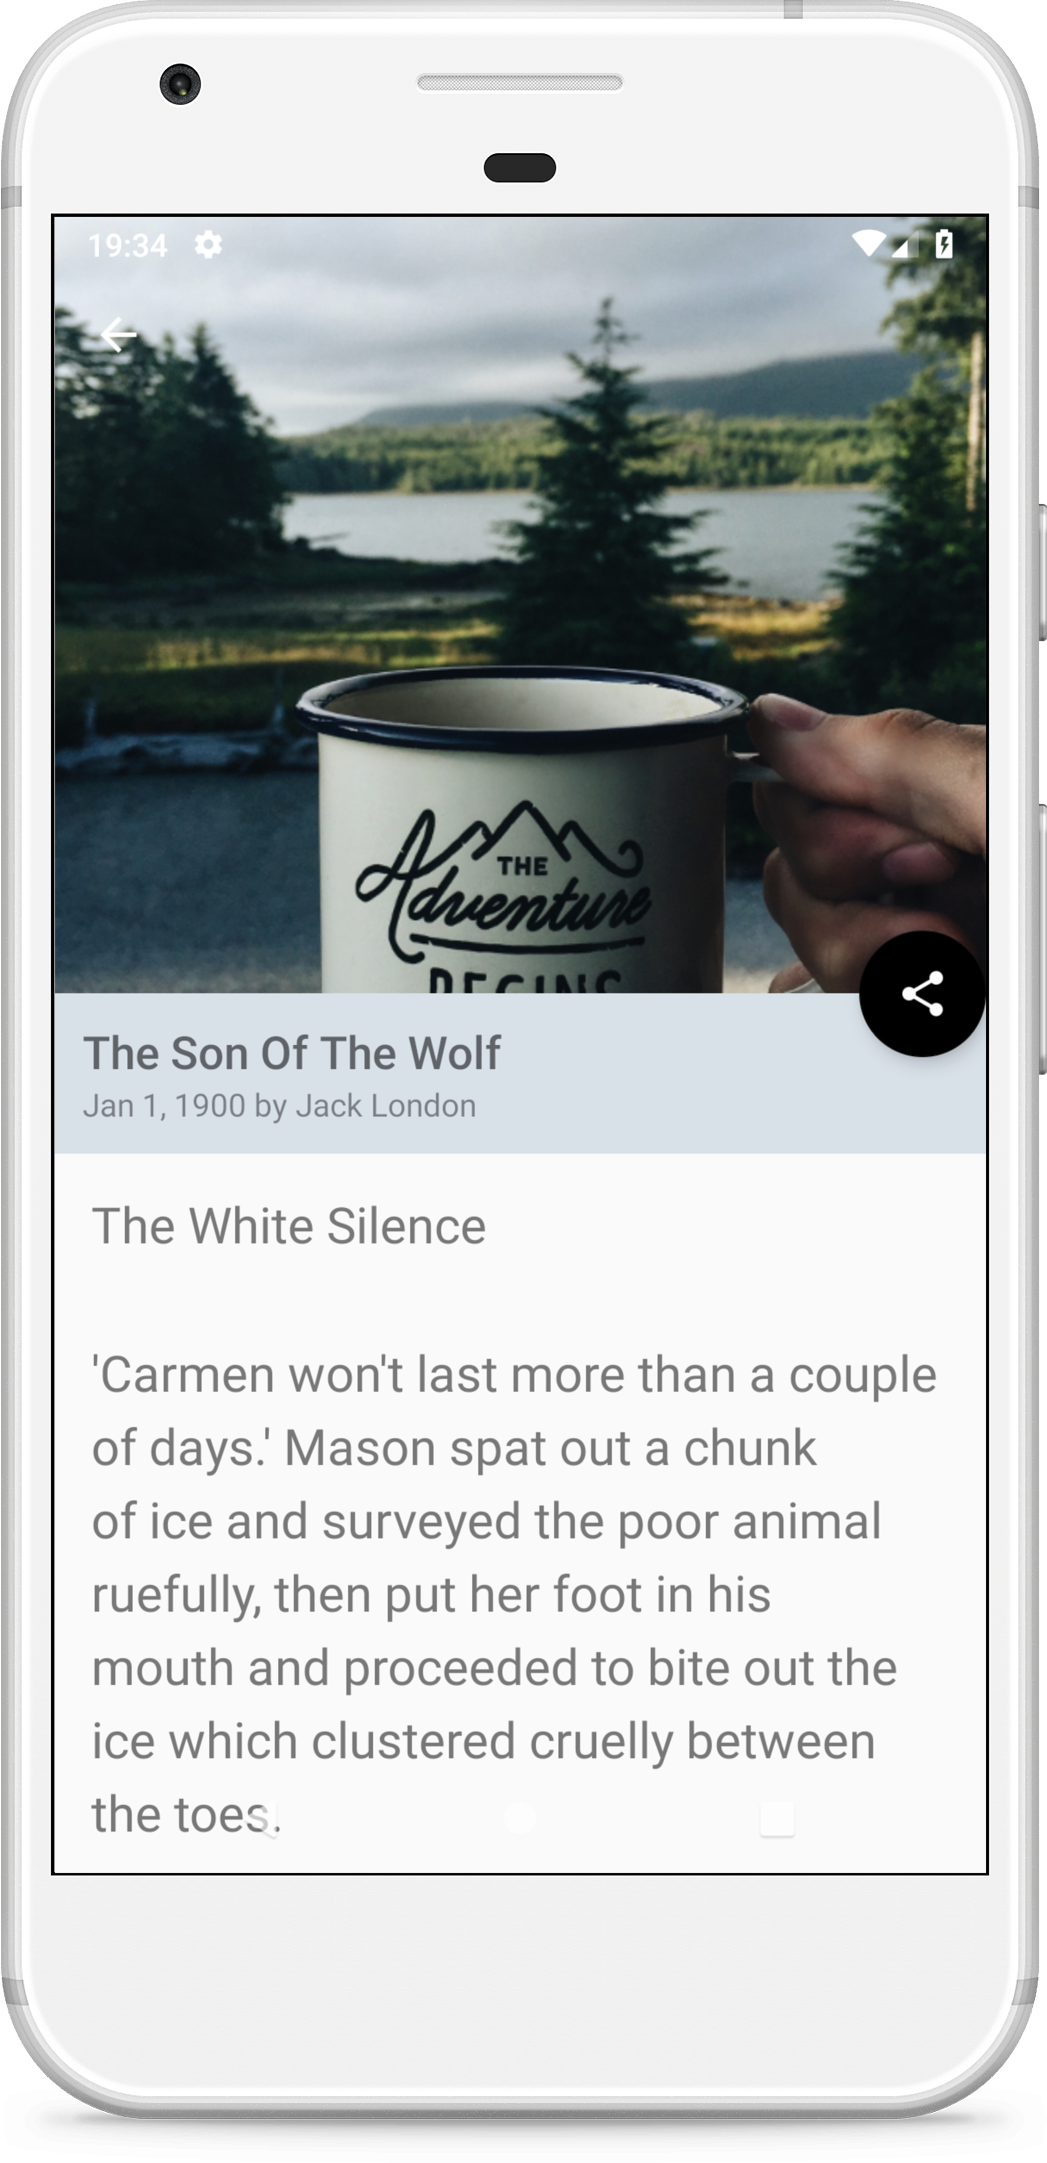 19:34
THE
Adventure
BEGINS
The Son Of The Wolf
Jan 1, 1900 by Jack London
The White Silence
'Carmen won't last more than a couple
of days.' Mason spat out a chunk
of ice and surveyed the poor animal
ruefully, then put her foot in his
mouth and proceeded to bite out the
ice which clustered cruelly between
the toes.